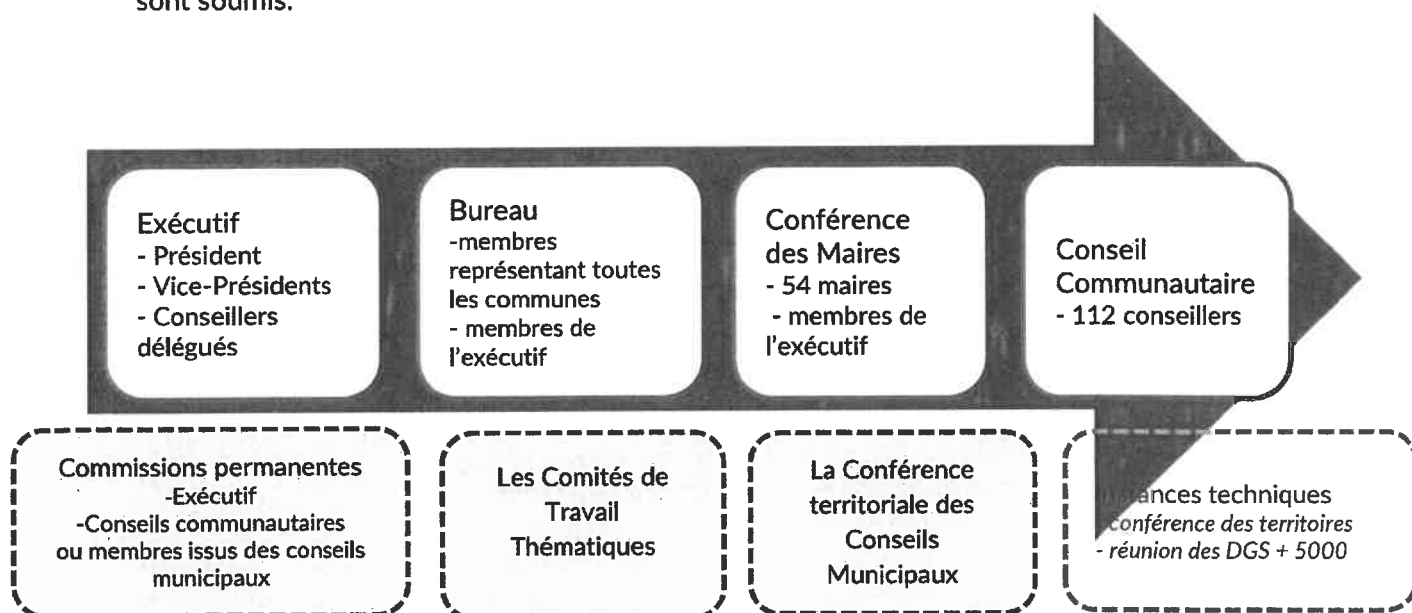 sont soumis.
Exécutif
- Président
- Vice-Présidents
- Conseillers
délégués
Bureau
-membres
représentant toutes
les communes
- membres de
l'exécutif
Conférence
des Maires
- 54 maires
- membres de
l'exécutif
Conseil
Communautaire
- 112 conseillers
Commissions permanentes
-Exécutif
-Conseils communautaires
ou membres issus des conseils
municipaux
Les Comités de
Travail
Thématiques
La Conférence
territoriale des
Conseils
Municipaux
Instances techniques
- conférence des territoires
- réunion des DGS + 5000